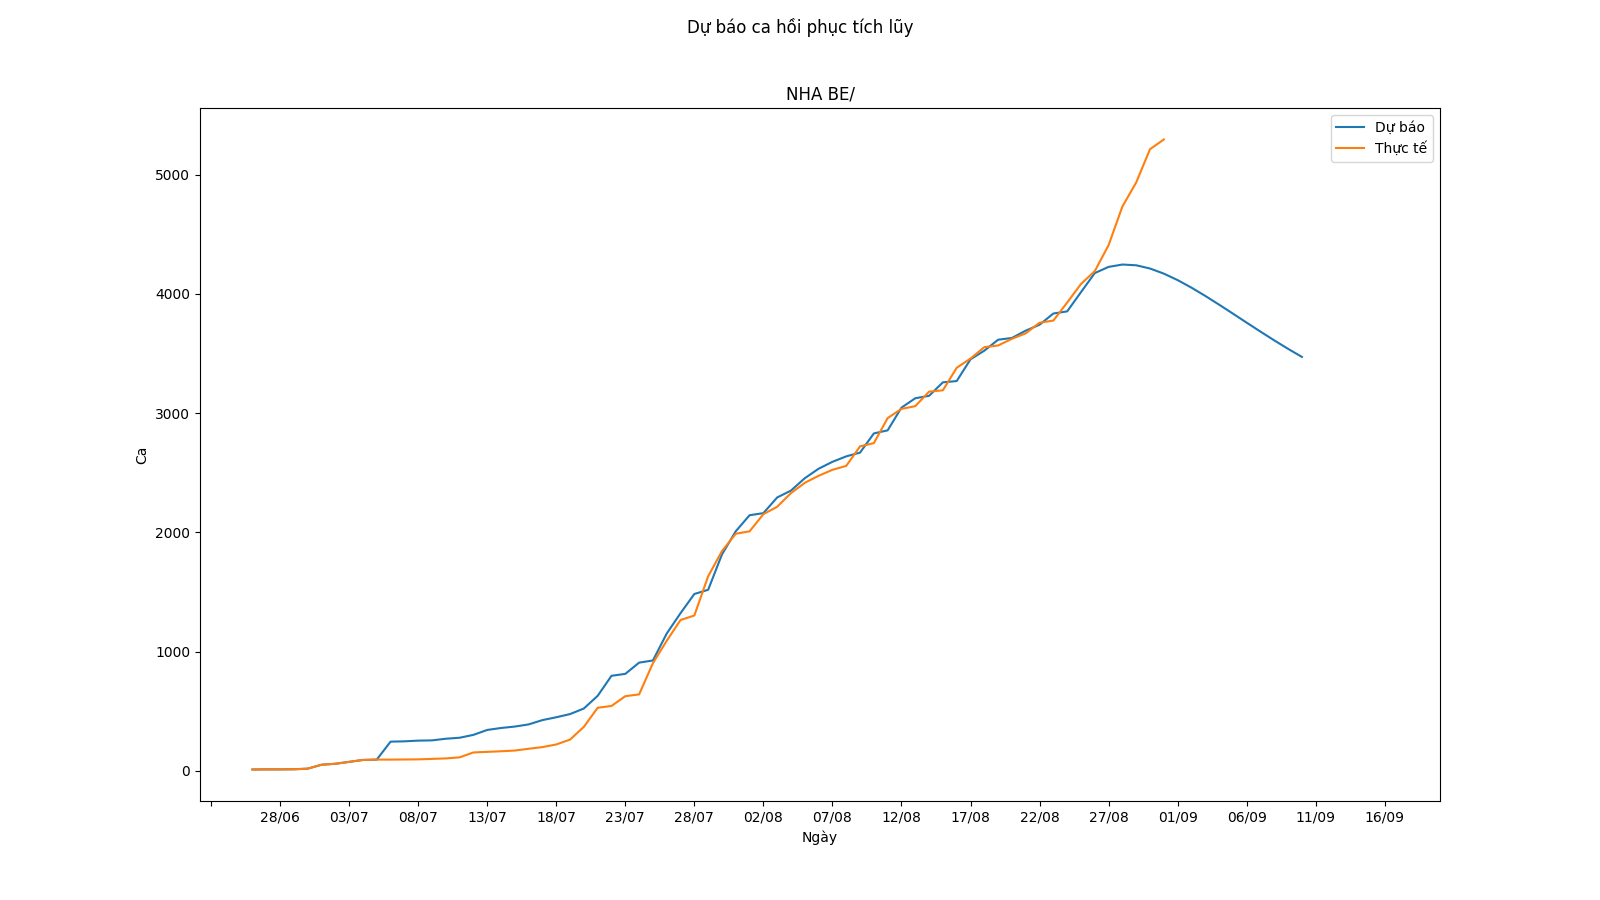 Dự báo ca hồi phục tích lũy
NHA BE/
Dự báo
Thực tế
5000
4000
3000
2000
1000
0
Ca
28/06 03/07 08/07 13/07 18/07 23/07 28/07 02/08 07/08 12/08 17/08 22/08 27/08 01/09 06/09 11/09 16/09
Ngày